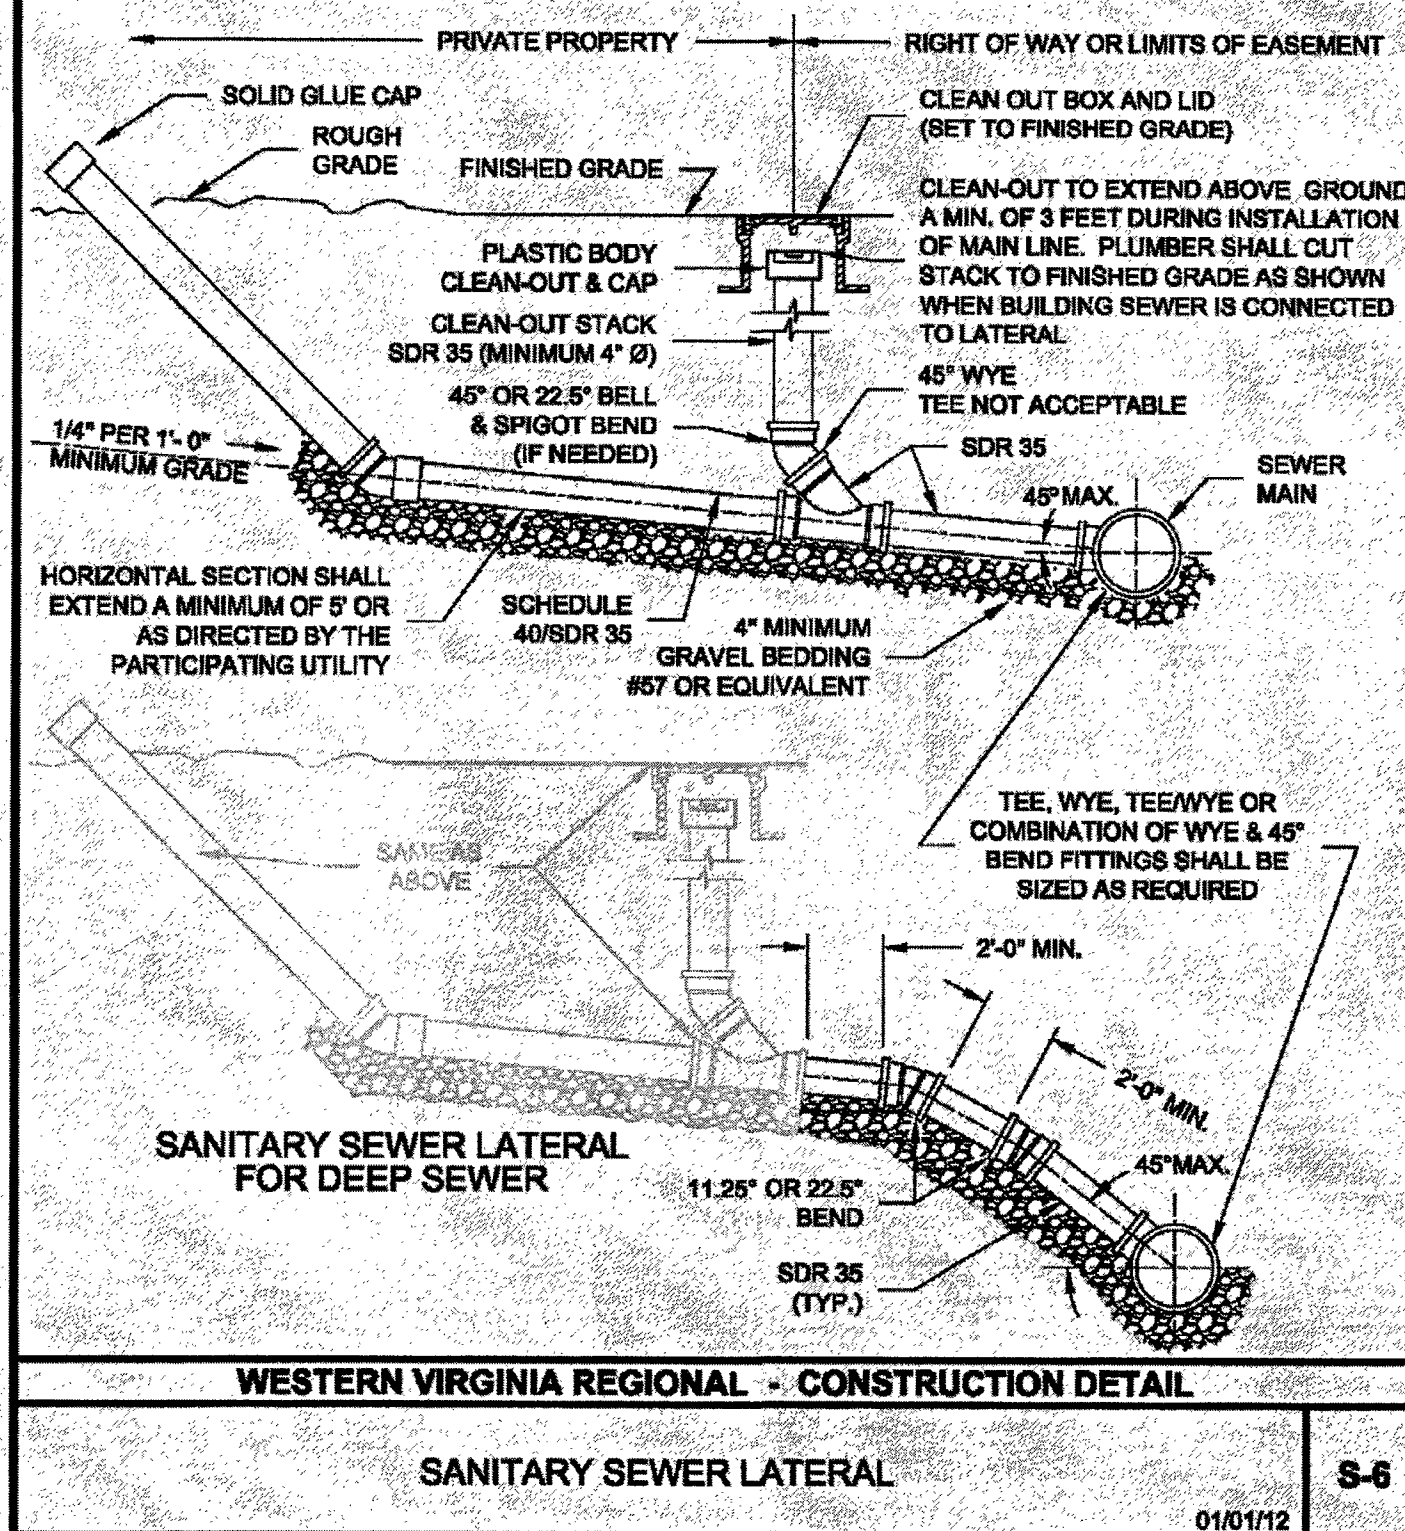 PRIVATE PROPERTY
RIGHT OF WAY OR LIMITS OF EASEMENT
SOLID GLUE CAP
ROUGH
GRADE
FINISHED GRADE
CLEAN OUT BOX AND LID
(SET TO FINISHED GRADE)
CLEAN-OUT TO EXTEND ABOVE GROUND
A MIN. OF 3 FEET DURING INSTALLATION
OF MAIN LINE. PLUMBER SHALL CUT
STACK TO FINISHED GRADE AS SHOWN
WHEN BUILDING SEWER IS CONNECTED
TO LATERAL
PLASTIC BODY
CLEAN-OUT & CAP
CLEAN-OUT STACK
SDR 35 (MINIMUM 4" Ø)
45° OR 22.5° BELL
& SPIGOT BEND
(IF NEEDED)
45° WYE
TEE NOT ACCEPTABLE
SDR 35
1/4" PER 1'- 0"
MINIMUM GRADE
45° MAX.
SEWER
MAIN
HORIZONTAL SECTION SHALL
EXTEND A MINIMUM OF 5' OR
AS DIRECTED BY THE
PARTICIPATING UTILITY
SCHEDULE
40/SDR 35
4" MINIMUM
GRAVEL BEDDING
#57 OR EQUIVALENT
TEE, WYE, TEE/WYE OR
COMBINATION OF WYE & 45°
BEND FITTINGS SHALL BE
SIZED AS REQUIRED
SAME AS
ABOVE
2'-0" MIN.
2'-0" MIN.
45° MAX.
SANITARY SEWER LATERAL
FOR DEEP SEWER
11.25° OR 22.5°
BEND
SDR 35
(TYP.)
WESTERN VIRGINIA REGIONAL - CONSTRUCTION DETAIL
SANITARY SEWER LATERAL
S-6
01/01/12